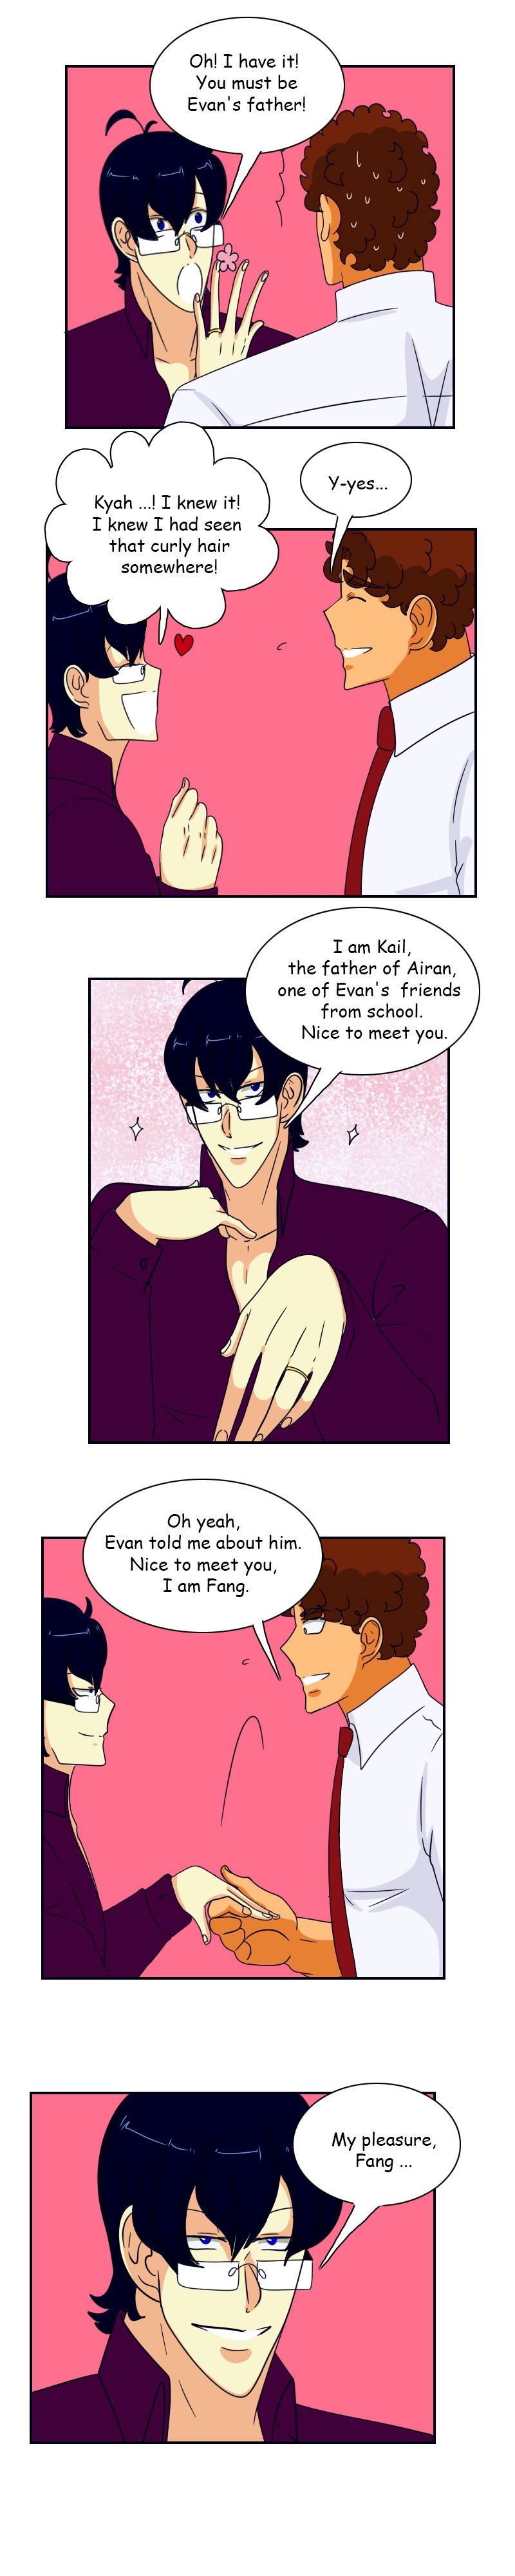 Oh! I have it!
You must be
Evan's father!
Y-yes...
Kyah ...! I knew it!
I knew I had seen
that curly hair
somewhere!
I am Kail,
the father of Airan,
one of Evan's friends
from school.
Nice to meet you.
Oh yeah,
Evan told me about him.
Nice to meet you,
I am Fang.
My pleasure,
Fang ...